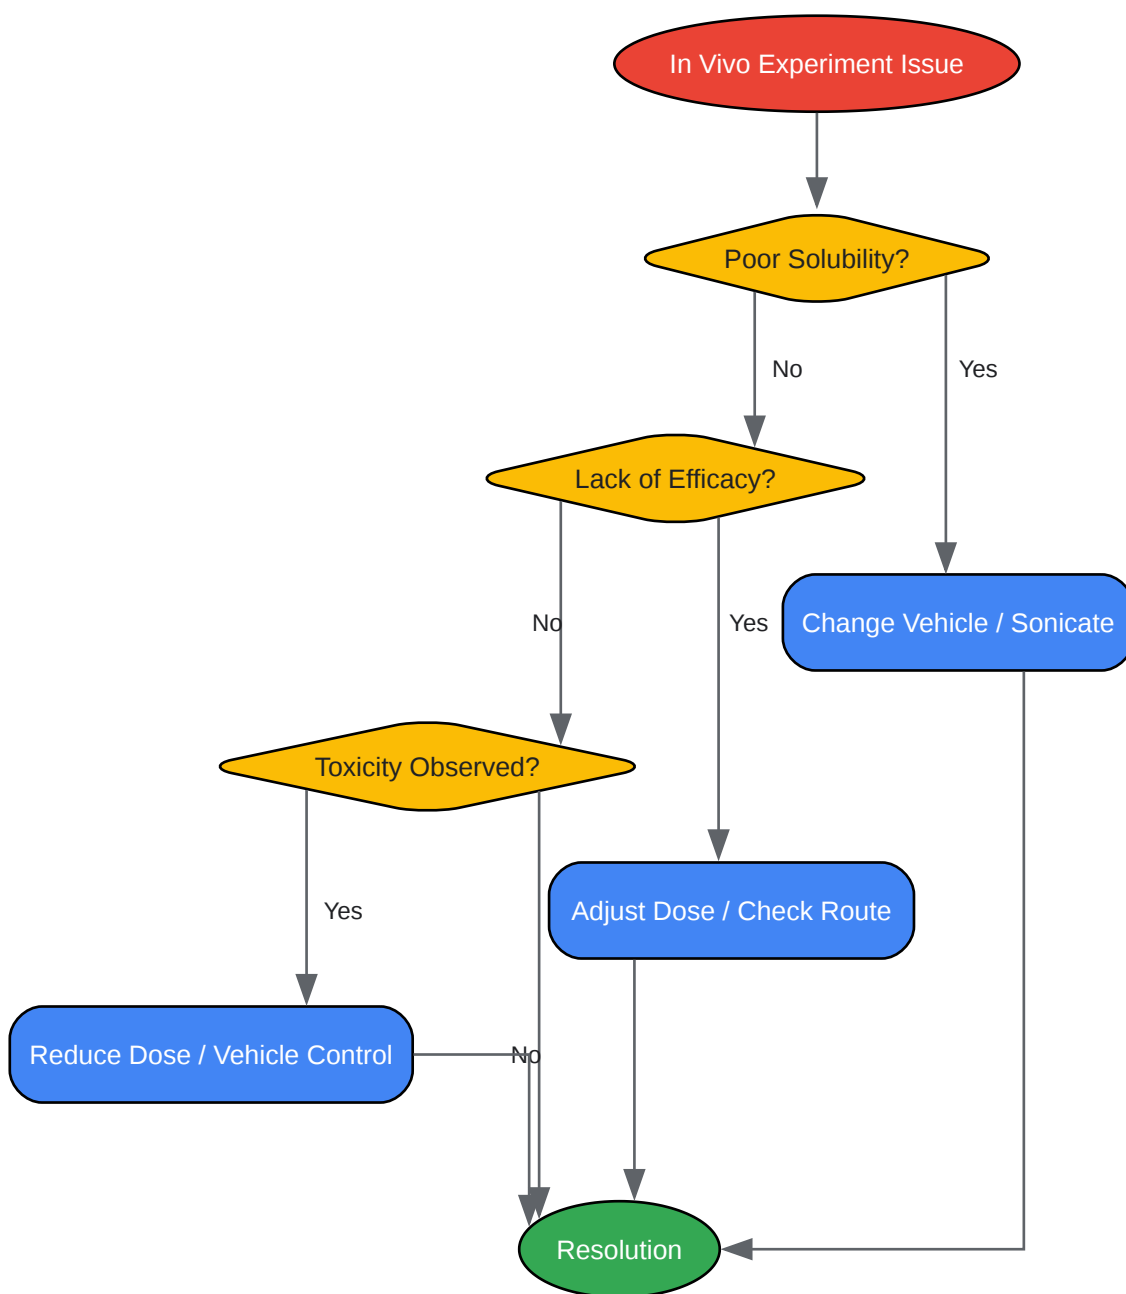 In Vivo Experiment Issue
Poor Solubility?
No
Yes
Lack of Efficacy?
No
Yes
Change Vehicle / Sonicate
Toxicity Observed?
Yes
Adjust Dose / Check Route
Reduce Dose / Vehicle Control
No
Resolution